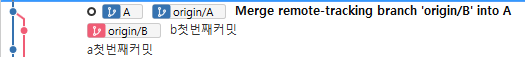 A origin/A Merge remote-tracking branch 'origin/B' into A
origin/B b첫번째커밋
a첫번째커밋